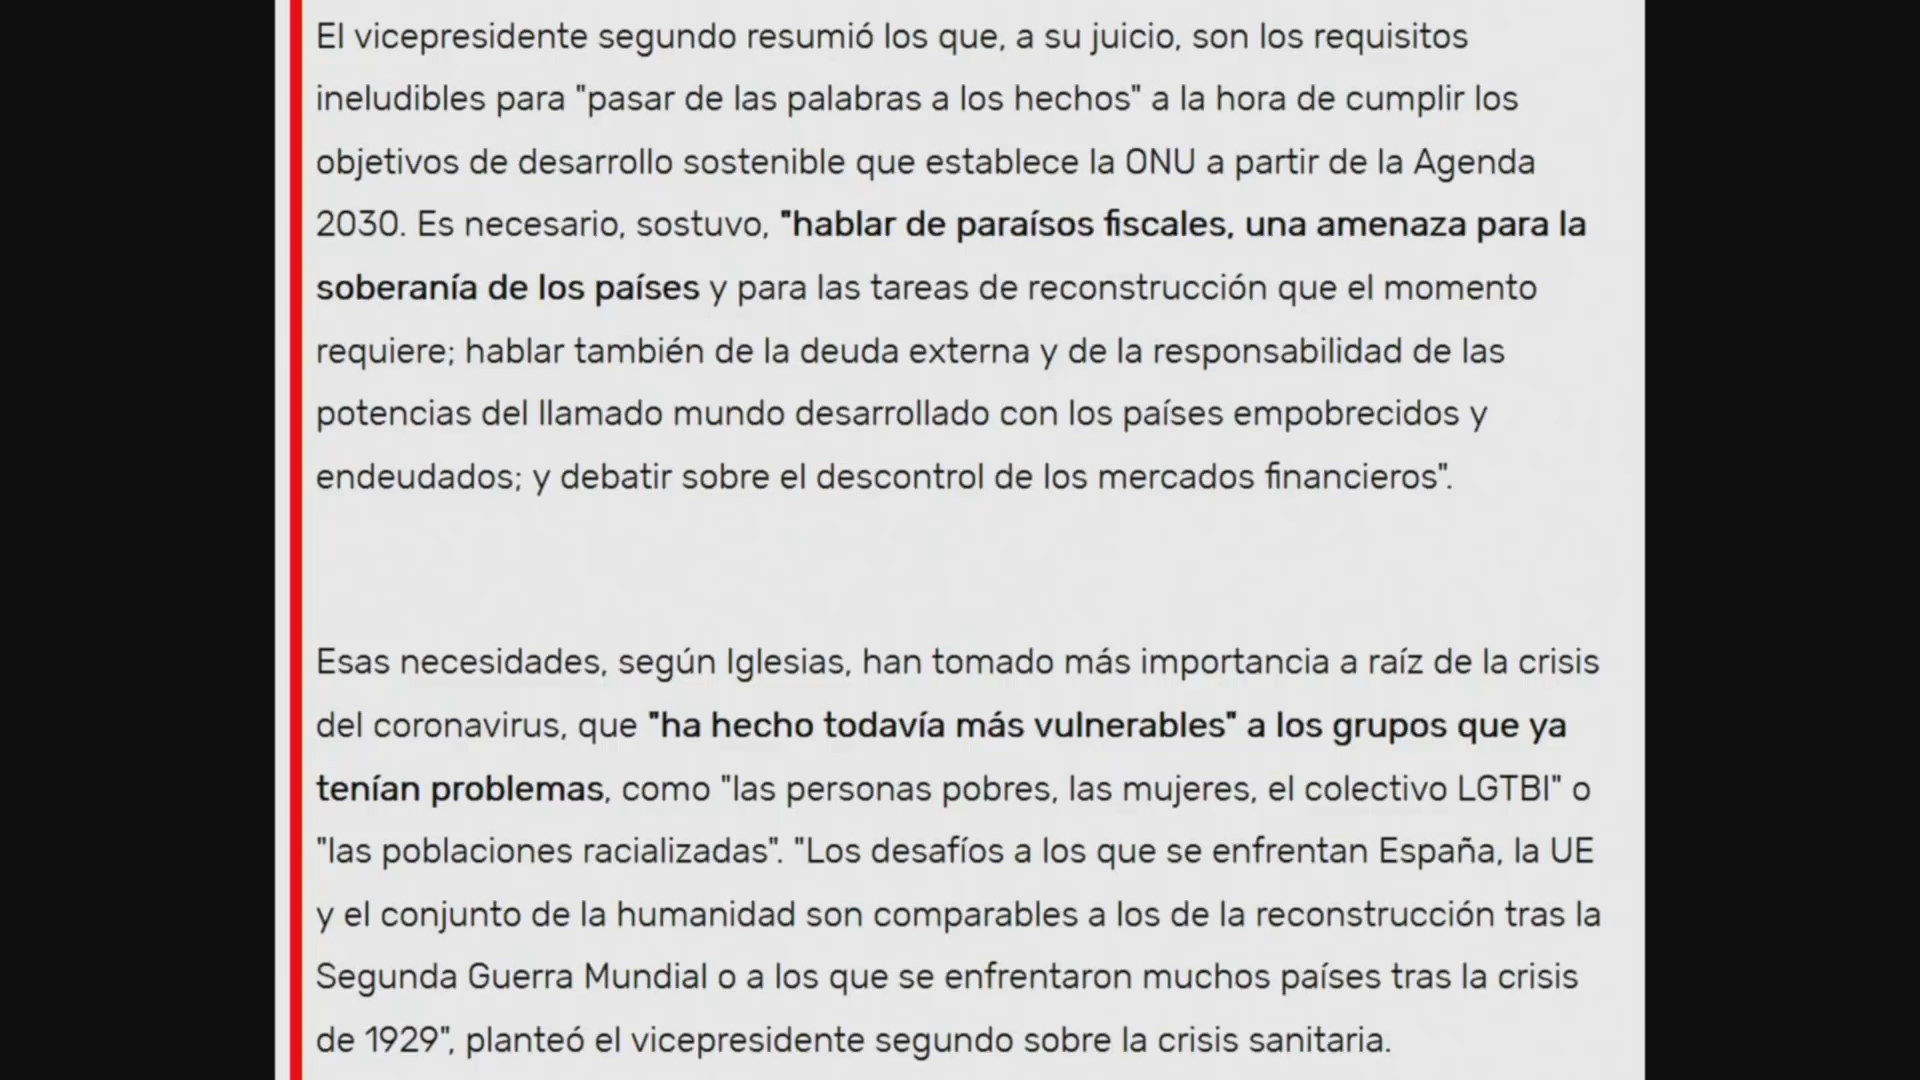 El vicepresidente segundo resumió los que, a su juicio, son los requisitos
ineludibles para "pasar de las palabras a los hechos" a la hora de cumplir los
objetivos de desarrollo sostenible que establece la ONU a partir de la Agenda
2030. Es necesario, sostuvo, "hablar de paraísos fiscales, una amenaza para la
soberanía de los países y para las tareas de reconstrucción que el momento
requiere; hablar también de la deuda externa y de la responsabilidad de las
potencias del llamado mundo desarrollado con los países empobrecidos y
endeudados; y debatir sobre el descontrol de los mercados financieros".
Esas necesidades, según Iglesias, han tomado más importancia a raíz de la crisis
del coronavirus, que "ha hecho todavía más vulnerables" a los grupos que ya
tenían problemas, como "las personas pobres, las mujeres, el colectivo LGTBI" o
"las poblaciones racializadas". "Los desafíos a los que se enfrentan España, la UE
y el conjunto de la humanidad son comparables a los de la reconstrucción tras la
Segunda Guerra Mundial o a los que se enfrentaron muchos países tras la crisis
de 1929", planteó el vicepresidente segundo sobre la crisis sanitaria.